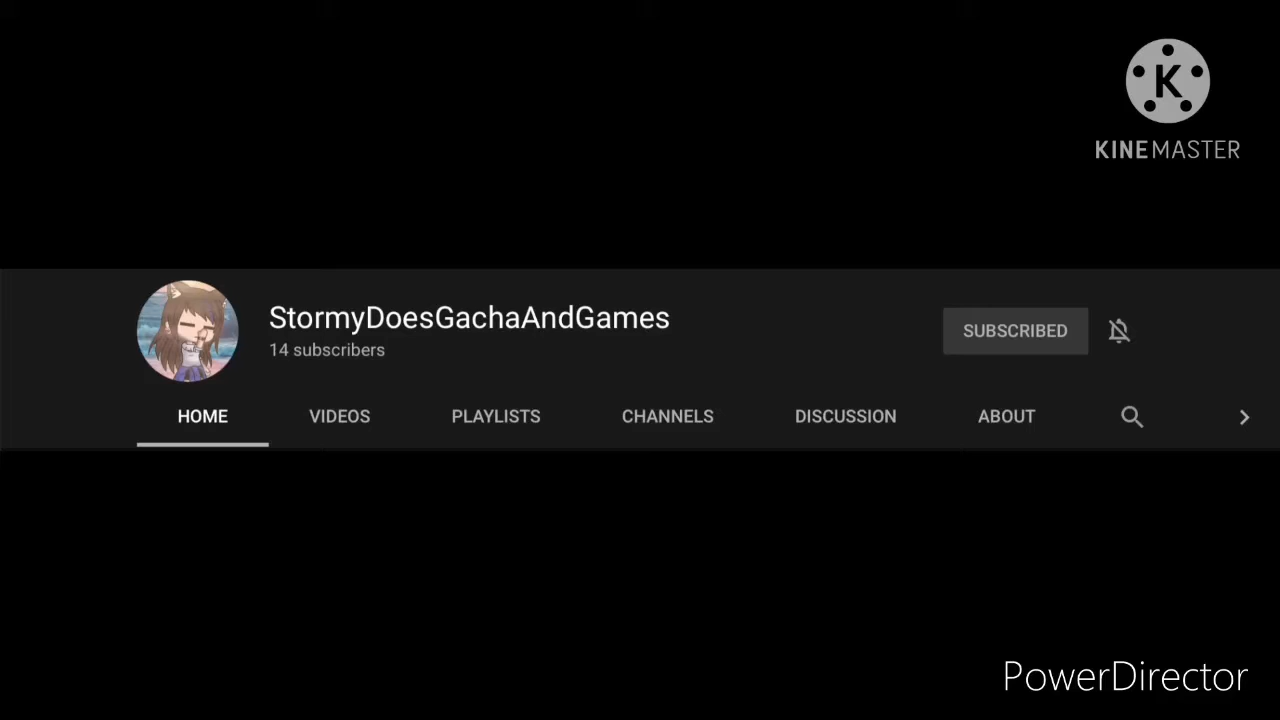 K
KINEMASTER
StormyDoesGachaAndGames
14 subscribers
SUBSCRIBED
HOME VIDEOS PLAYLISTS CHANNELS DISCUSSION ABOUT
PowerDirector